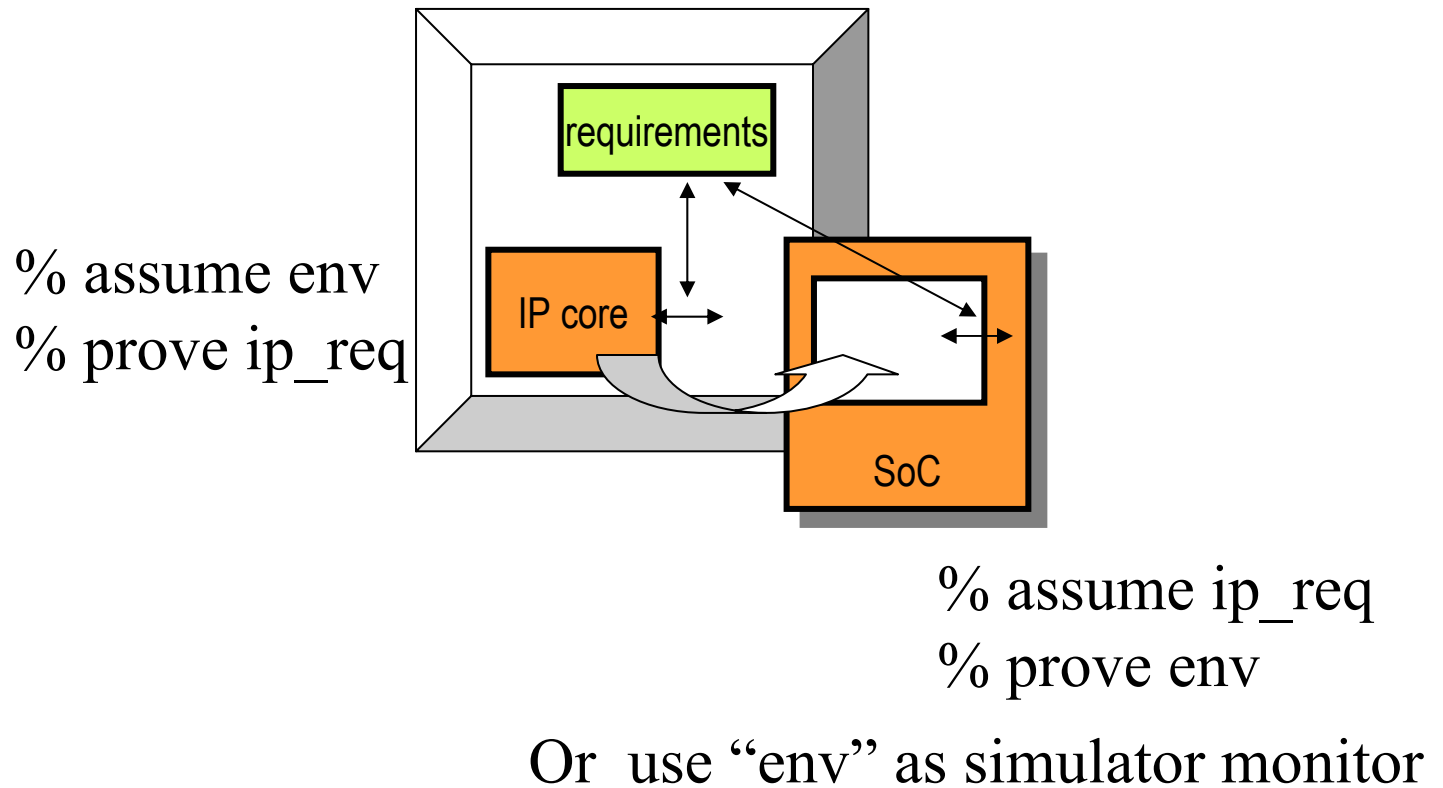 requirements
% assume env
% prove ip_req
IP core
SoC
% assume ip_req
% prove env
Or use “env” as simulator monitor